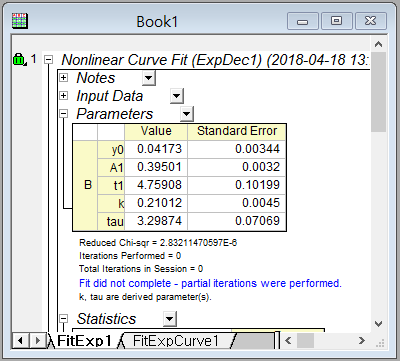 Book1
1 Nonlinear Curve Fit (ExpDec1) (2018-04-18 13:
Notes
Input Data
Parameters
Value Standard Error
y0 0.04173 0.00344
A1 0.39501 0.0032
B t1 4.75908 0.10199
k 0.21012 0.0045
tau 3.29874 0.07069
Reduced Chi-sqr = 2.83211470597E-6
Iterations Performed = 0
Total Iterations in Session = 0
Fit did not complete - partial iterations were performed.
k, tau are derived parameter(s).
Statistics
FitExp1 FitExpCurve1